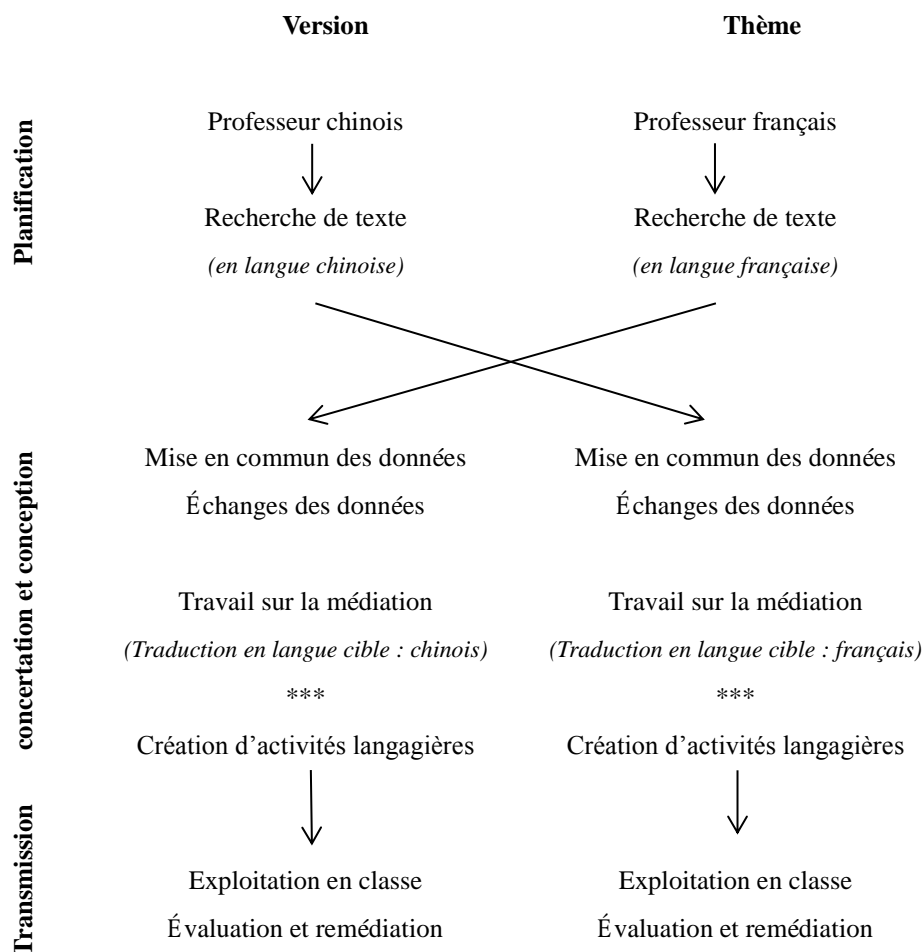 Version
Thème
Planification
Professeur chinois
Professeur français
Recherche de texte
Recherche de texte
(en langue chinoise)
(en langue française)
concertation et conception
Mise en commun des données
Mise en commun des données
Échanges des données
Échanges des données
Travail sur la médiation
Travail sur la médiation
(Traduction en langue cible : chinois)
(Traduction en langue cible : français)
***
***
Création d’activités langagières
Création d’activités langagières
Transmission
Exploitation en classe
Exploitation en classe
Évaluation et remédiation
Évaluation et remédiation